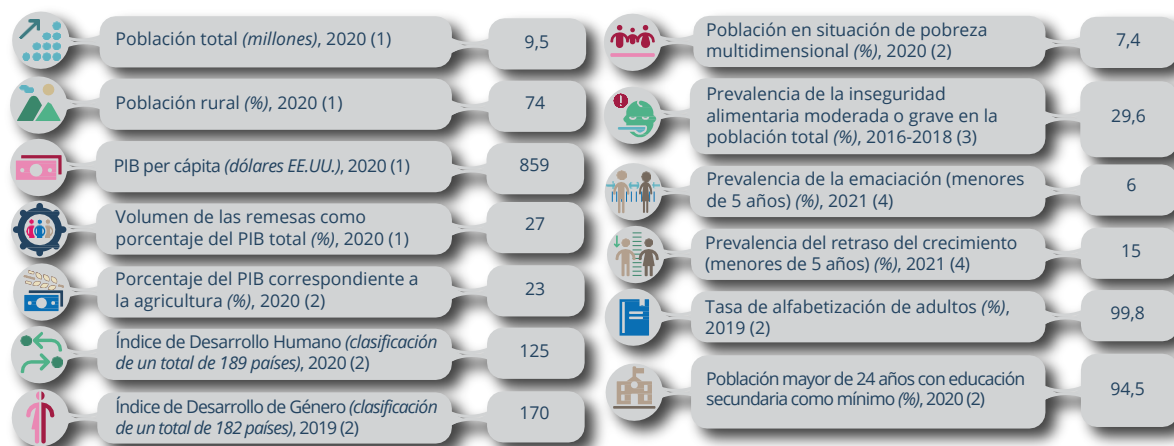 Población total (millones), 2020 (1)
9,5
Población rural (%), 2020 (1)
74
PIB per cápita (dólares EE.UU.), 2020 (1)
859
Volumen de las remesas como
porcentaje del PIB total (%), 2020 (1)
27
Porcentaje del PIB correspondiente a
la agricultura (%), 2020 (2)
23
Índice de Desarrollo Humano (clasificación
de un total de 189 países), 2020 (2)
125
Índice de Desarrollo de Género (clasificación
de un total de 182 países), 2019 (2)
170
Población en situación de pobreza
multidimensional (%), 2020 (2)
7,4
Prevalencia de la inseguridad
alimentaria moderada o grave en la
población total (%), 2016-2018 (3)
29,6
Prevalencia de la emaciación (menores
de 5 años) (%), 2021 (4)
6
Prevalencia del retraso del crecimiento
(menores de 5 años) (%), 2021 (4)
15
Tasa de alfabetización de adultos (%),
2019 (2)
99,8
Población mayor de 24 años con educación
secundaria como mínimo (%), 2020 (2)
94,5